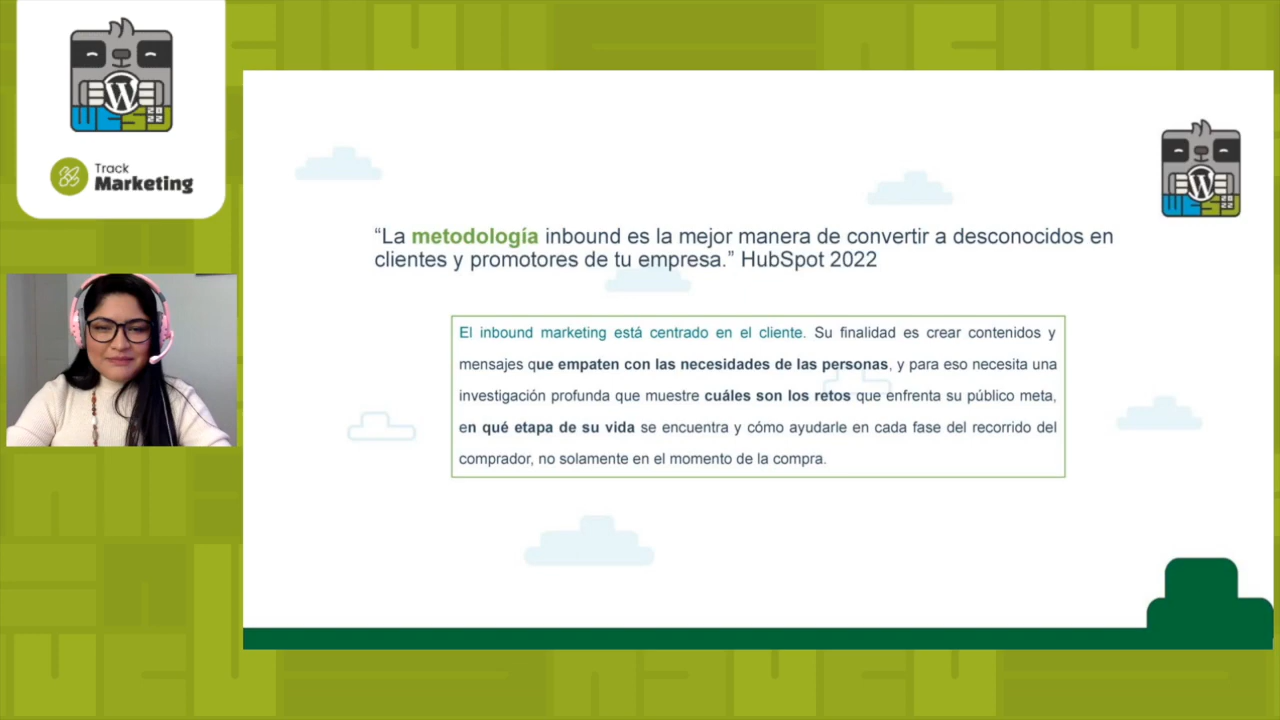 W
WESD
2022
Track
Marketing
W
WESD
2022
“La metodología inbound es la mejor manera de convertir a desconocidos en
clientes y promotores de tu empresa.” HubSpot 2022
El inbound marketing está centrado en el cliente. Su finalidad es crear contenidos y
mensajes que empaten con las necesidades de las personas, y para eso necesita una
investigación profunda que muestre cuáles son los retos que enfrenta su público meta,
en qué etapa de su vida se encuentra y cómo ayudarle en cada fase del recorrido del
comprador, no solamente en el momento de la compra.